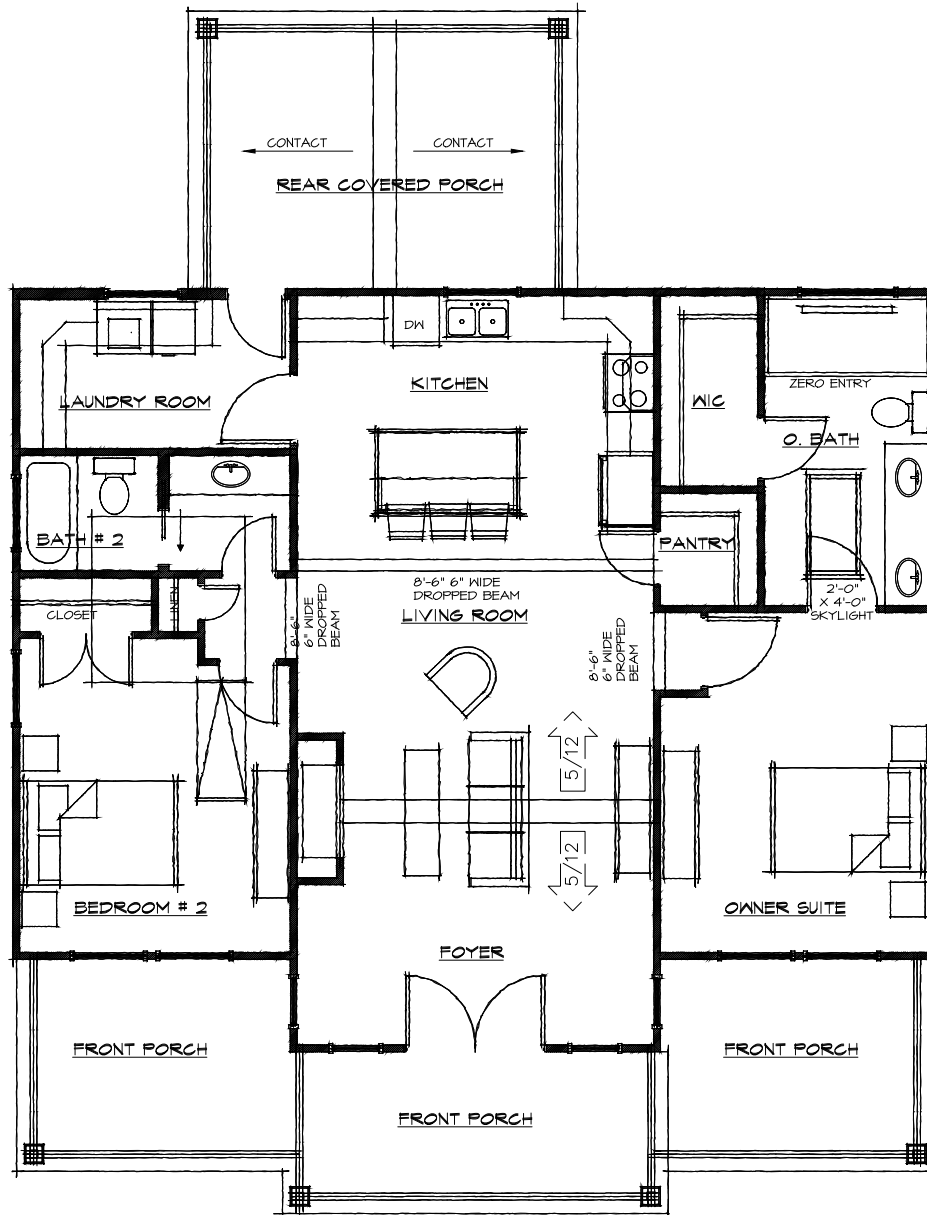 CONTACT
CONTACT
REAR COVERED PORCH
DW
KITCHEN
ZERO ENTRY
LAUNDRY ROOM
WIC
O. BATH
BATH # 2
PANTRY
8'-6" 6" WIDE
DROPPED BEAM
2'-0"
X 4'-0"
SKYLIGHT
CLOSET
LIVING ROOM
8'-6"
6" WIDE
DROPPED
BEAM
8'-6"
6" WIDE
DROPPED
BEAM
5/12
5/12
BEDROOM # 2
OWNER SUITE
FOYER
FRONT PORCH
FRONT PORCH
FRONT PORCH